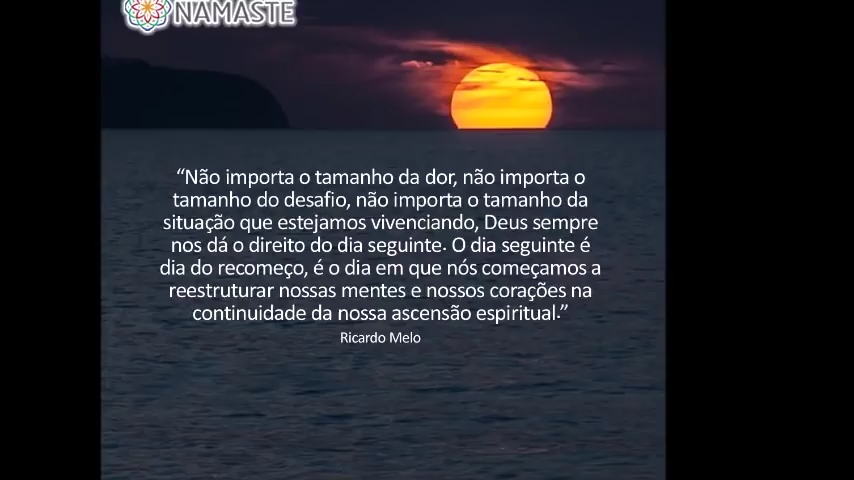 NAMASTE
“Não importa o tamanho da dor, não importa o
tamanho do desafio, não importa o tamanho da
situação que estejamos vivenciando, Deus sempre
nos dá o direito do dia seguinte. O dia seguinte é
dia do recomeço, é o dia em que nós começamos a
reestruturar nossas mentes e nossos corações na
continuidade da nossa ascensão espiritual.”
Ricardo Melo